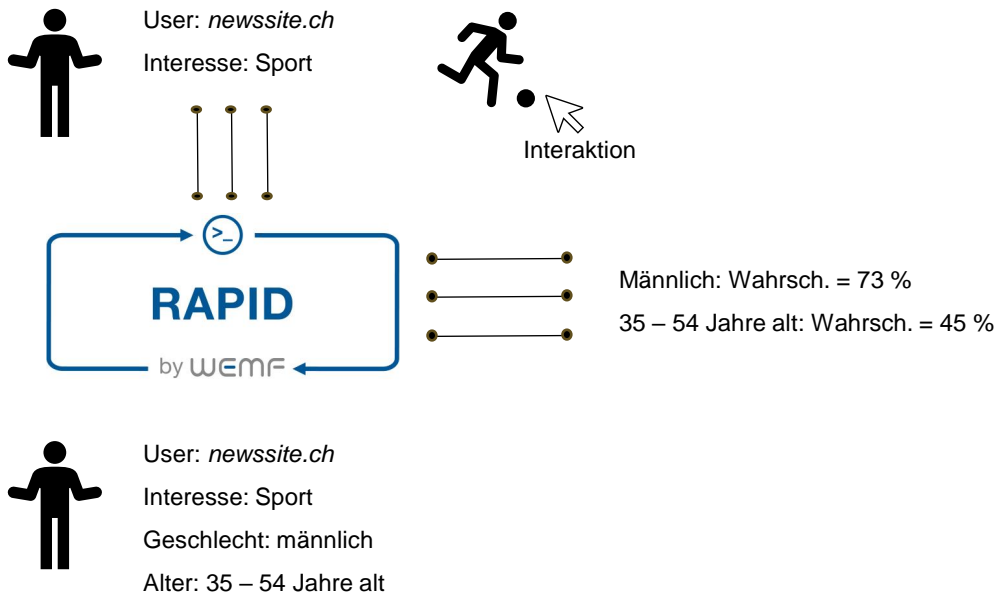 User: newssite.ch
Interesse: Sport
Interaktion
>_
RAPID
by WEMF
Männlich: Wahrsch. = 73 %
35 – 54 Jahre alt: Wahrsch. = 45 %
User: newssite.ch
Interesse: Sport
Geschlecht: männlich
Alter: 35 – 54 Jahre alt